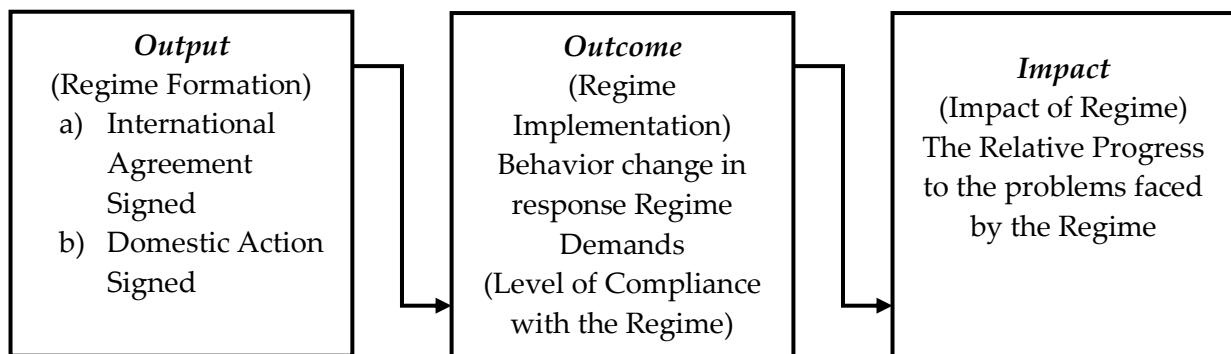 Output
(Regime Formation)
a) International
Agreement
Signed
b) Domestic Action
Signed
Outcome
(Regime
Implementation)
Behavior change in
response Regime
Demands
(Level of Compliance
with the Regime)
Impact
(Impact of Regime)
The Relative Progress
to the problems faced
by the Regime